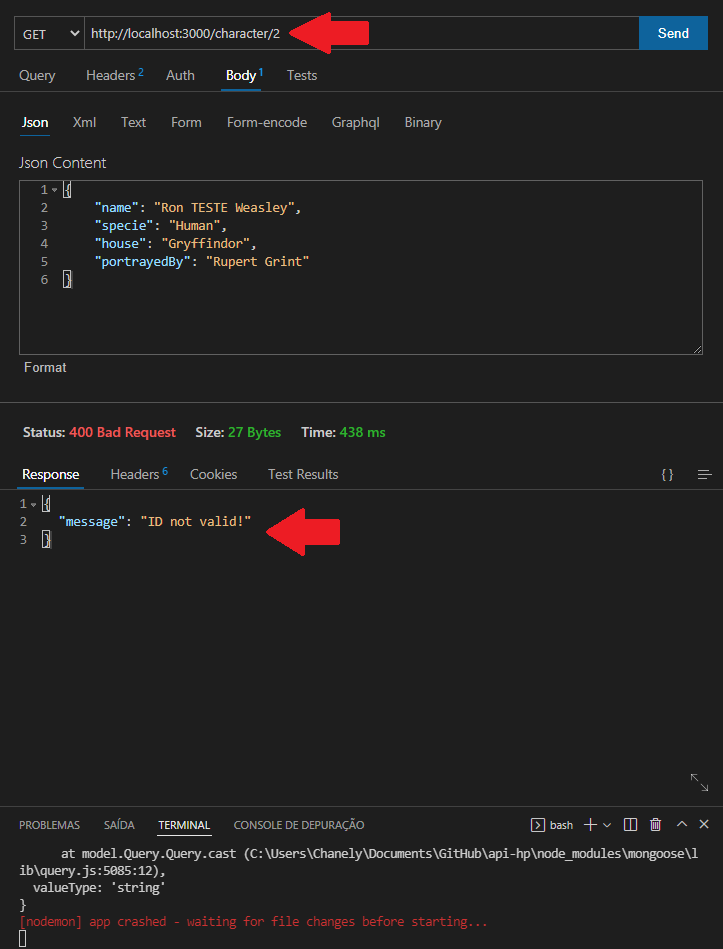 GET http://localhost:3000/character/2 Send
Query Headers 2 Auth Body 1 Tests
Json Xml Text Form Form-encode Graphql Binary
Json Content
1 {
2 "name": "Ron TESTE Weasley",
3 "specie": "Human",
4 "house": "Gryffindor",
5 "portrayedBy": "Rupert Grint"
6 }
Format
Status: 400 Bad Request Size: 27 Bytes Time: 438 ms
Response Headers 6 Cookies Test Results { }
1 {
2 "message": "ID not valid!"
3 }
PROBLEMAS SAÍDA TERMINAL CONSOLE DE DEPURAÇÃO bash
at model.Query.Query.cast (C:\Users\Chanely\Documents\GitHub\api-hp\node_modules\mongoose\l
ib\query.js:5085:12),
valueType: 'string'
}
[nodemon] app crashed - waiting for file changes before starting...